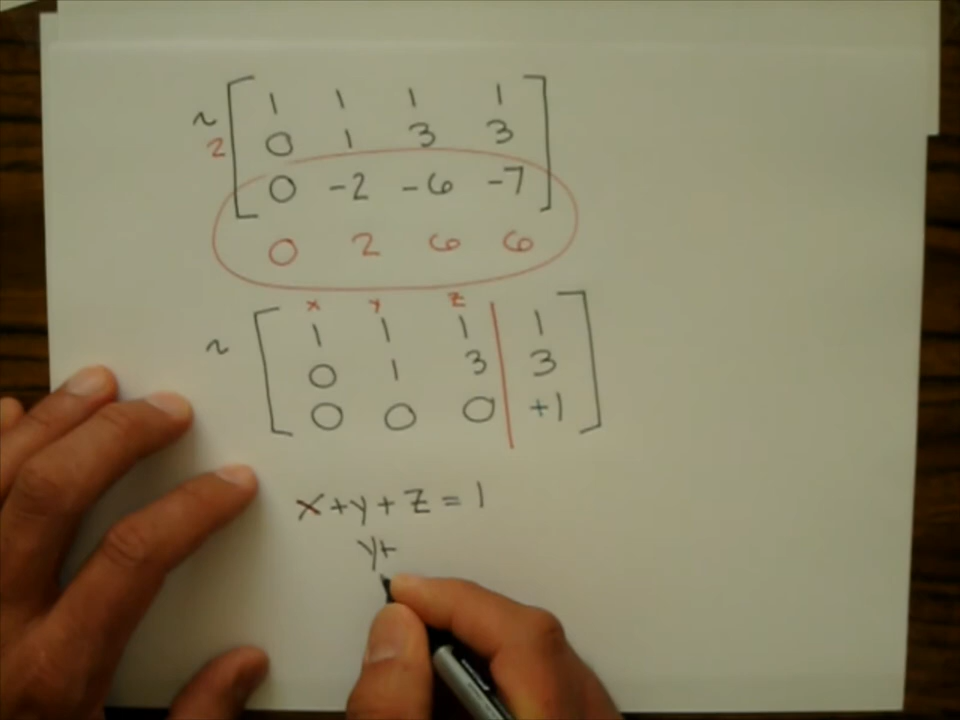 1 1 1 1
~
2 0 1 3 3
0 -2 -6 -7
0 2 6 6
x y z
1 1 1 1
~ 0 1 3 3
0 0 0 +1
x+y+z=1
y+